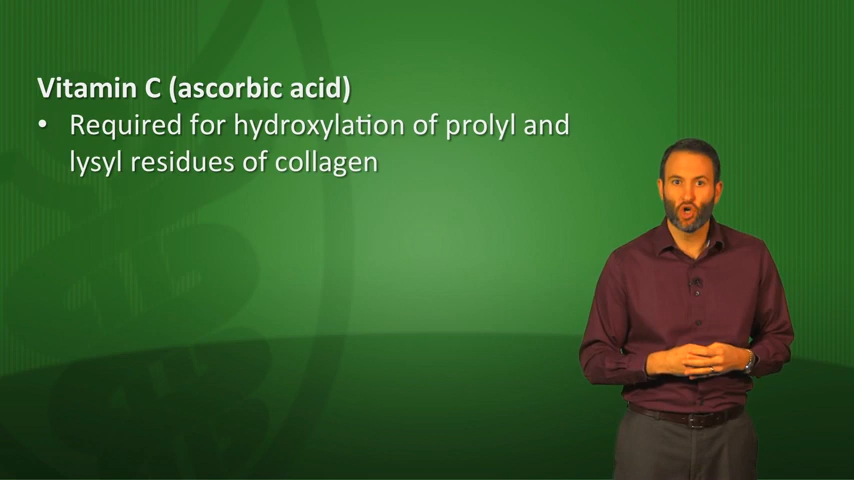 Vitamin C (ascorbic acid)
• Required for hydroxylation of prolyl and
lysyl residues of collagen